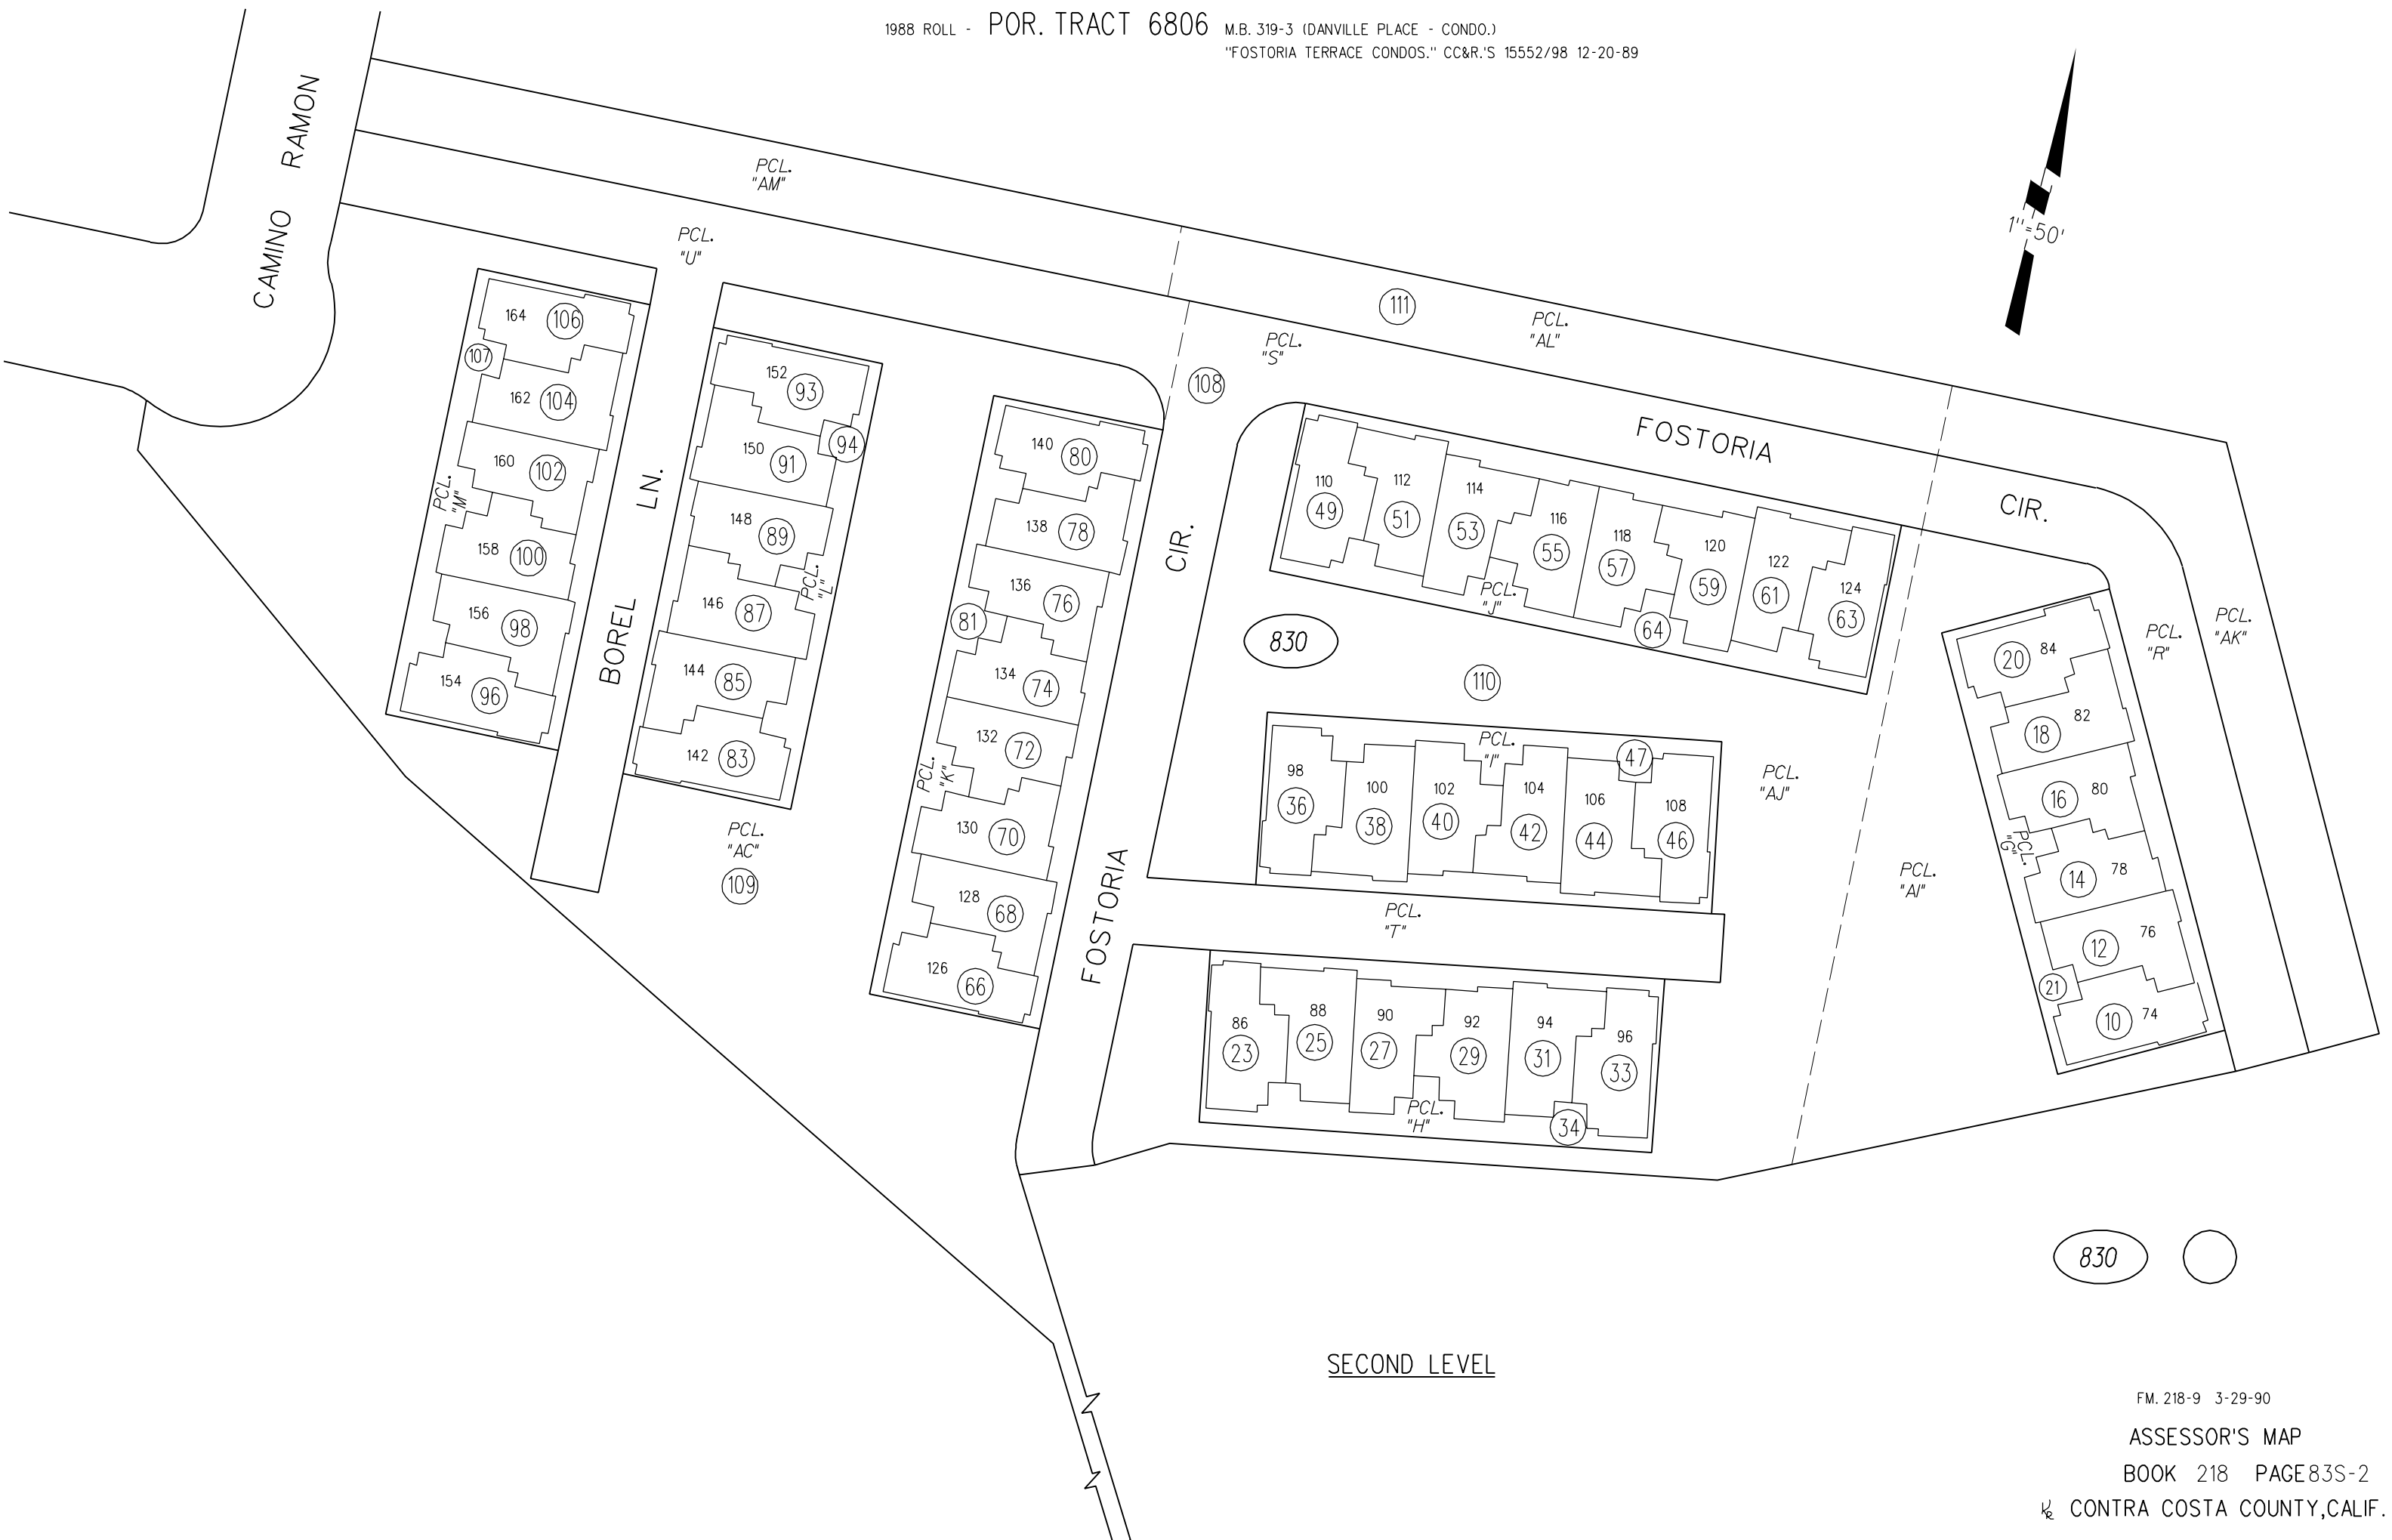 1988 ROLL - POR. TRACT 6806 M.B. 319-3 (DANVILLE PLACE - CONDO.)
"FOSTORIA TERRACE CONDOS." CC&R.'S 15552/98 12-20-89
CAMINO RAMON
PCL.
"AM"
PCL.
"U"
1"=50'
111
PCL.
"AL"
PCL.
"S"
108
FOSTORIA
CIR.
164 106
107
162 104
160 102
PCL.
"M"
158 100
156 98
154 96
BOREL LN.
152 93
94
150 91
148 89
PCL.
"L"
146 87
144 85
142 83
PCL.
"AC"
109
140 80
138 78
136 76
81
134 74
132 72
PCL.
"K"
130 70
128 68
126 66
FOSTORIA CIR.
110 49
112 51
114 53
116 55
118 57
120 59
122 61
124 63
PCL.
"J"
64
830
110
PCL.
"I"
47
98 36
100 38
102 40
104 42
106 44
108 46
PCL.
"AJ"
PCL.
"T"
PCL.
"AI"
86 23
88 25
90 27
92 29
94 31
96 33
PCL.
"H"
34
20 84
18 82
16 80
PCL.
"G"
14 78
12 76
21
10 74
PCL.
"R"
PCL.
"AK"
830
SECOND LEVEL
FM. 218-9 3-29-90
ASSESSOR'S MAP
BOOK 218 PAGE 83S-2
CONTRA COSTA COUNTY, CALIF.